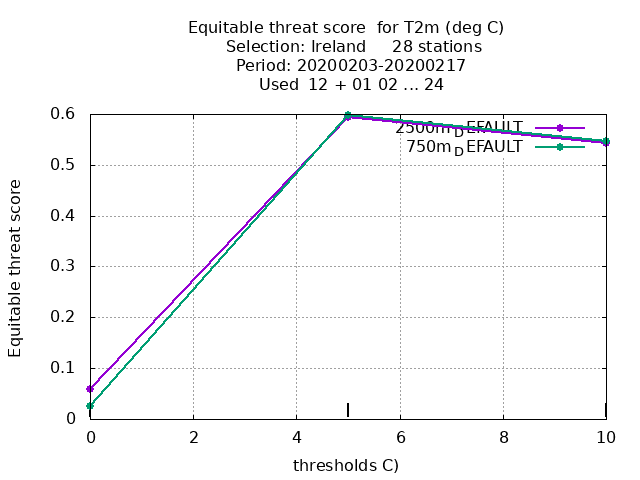 Equitable threat score  for T2m (deg C)
Selection: Ireland     28 stations
Period: 20200203-20200217
Used  12 + 01 02 ... 24
Equitable threat score
0.6
0.5
0.4
0.3
0.2
0.1
0
2500mDEFAULT
750mDEFAULT
0 2 4 6 8 10
thresholds C)